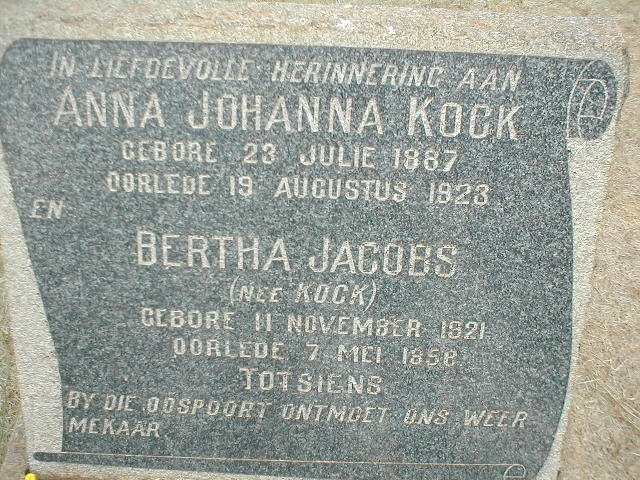 IN LIEFDEVOLLE HERINNERING AAN
ANNA JOHANNA KOCK
GEBORE 23 JULIE 1887
OORLEDE 19 AUGUSTUS 1923
EN
BERTHA JACOBS
(NEE KOCK)
GEBORE 11 NOVEMBER 1921
OORLEDE 7 MEI 1958
TOTSIENS
BY DIE OOSPOORT ONTMOET ONS WEER
MEKAAR